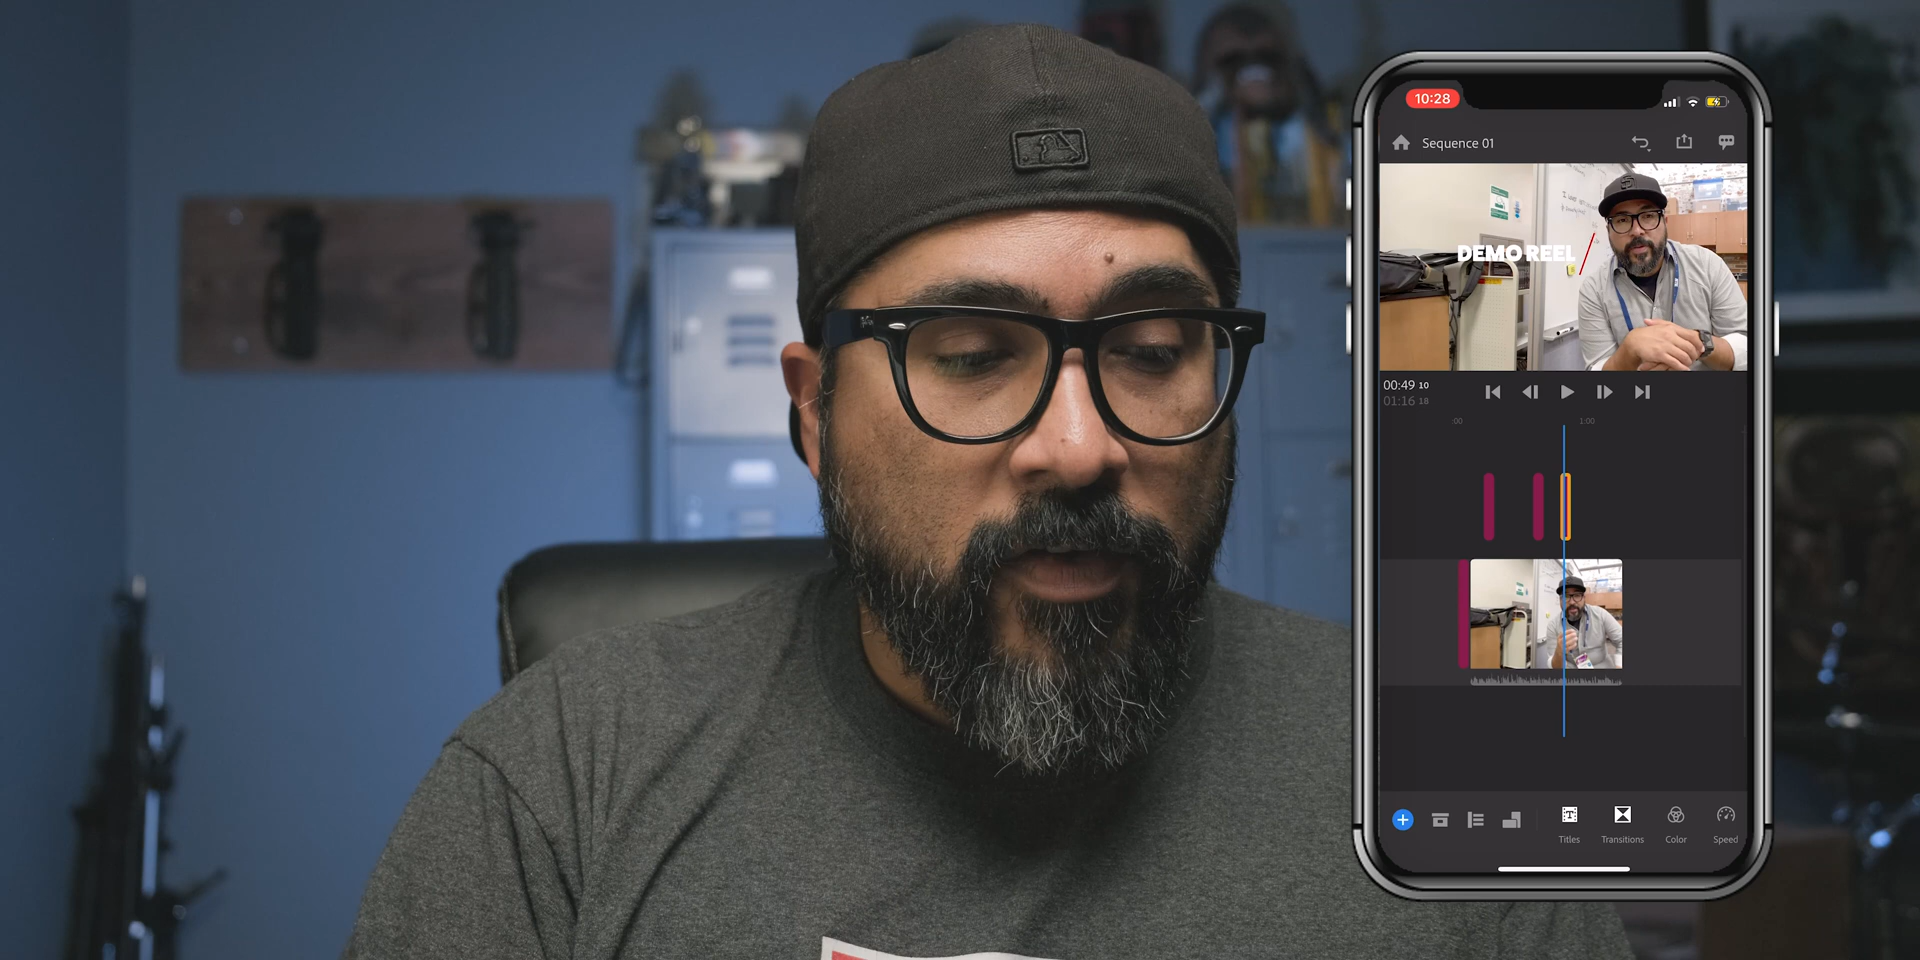 10:28
Sequence 01
DEMO REEL
00:49 10
01:16 18
:00
1:00
Titles
Transitions
Color
Speed